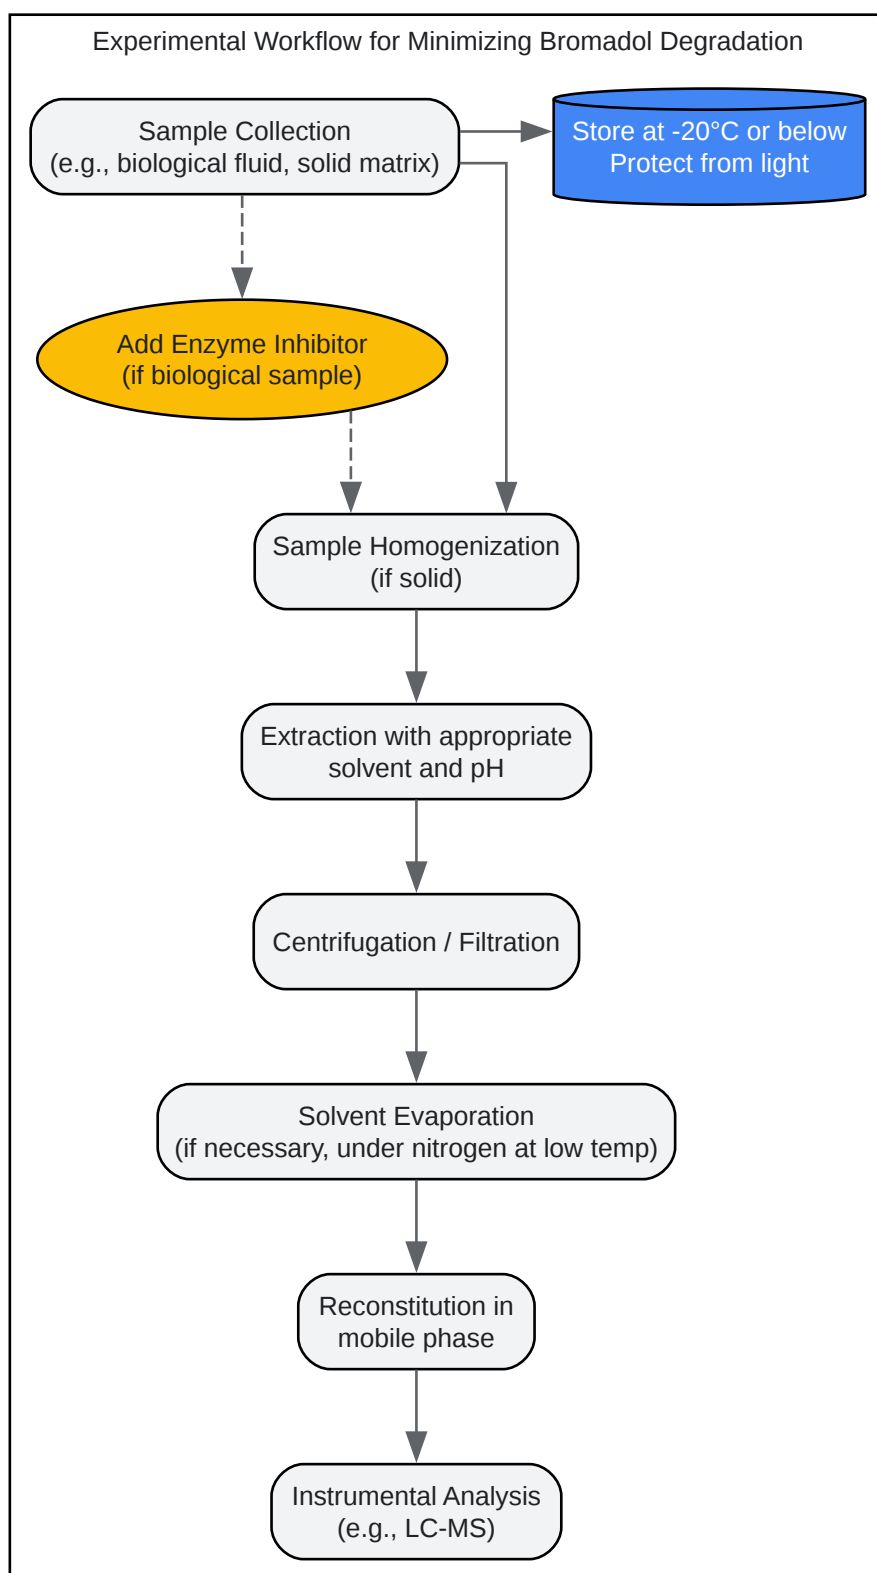 Experimental Workflow for Minimizing Bromadol Degradation
Sample Collection
(e.g., biological fluid, solid matrix)
Store at -20°C or below
Protect from light
Add Enzyme Inhibitor
(if biological sample)
Sample Homogenization
(if solid)
Extraction with appropriate
solvent and pH
Centrifugation / Filtration
Solvent Evaporation
(if necessary, under nitrogen at low temp)
Reconstitution in
mobile phase
Instrumental Analysis
(e.g., LC-MS)